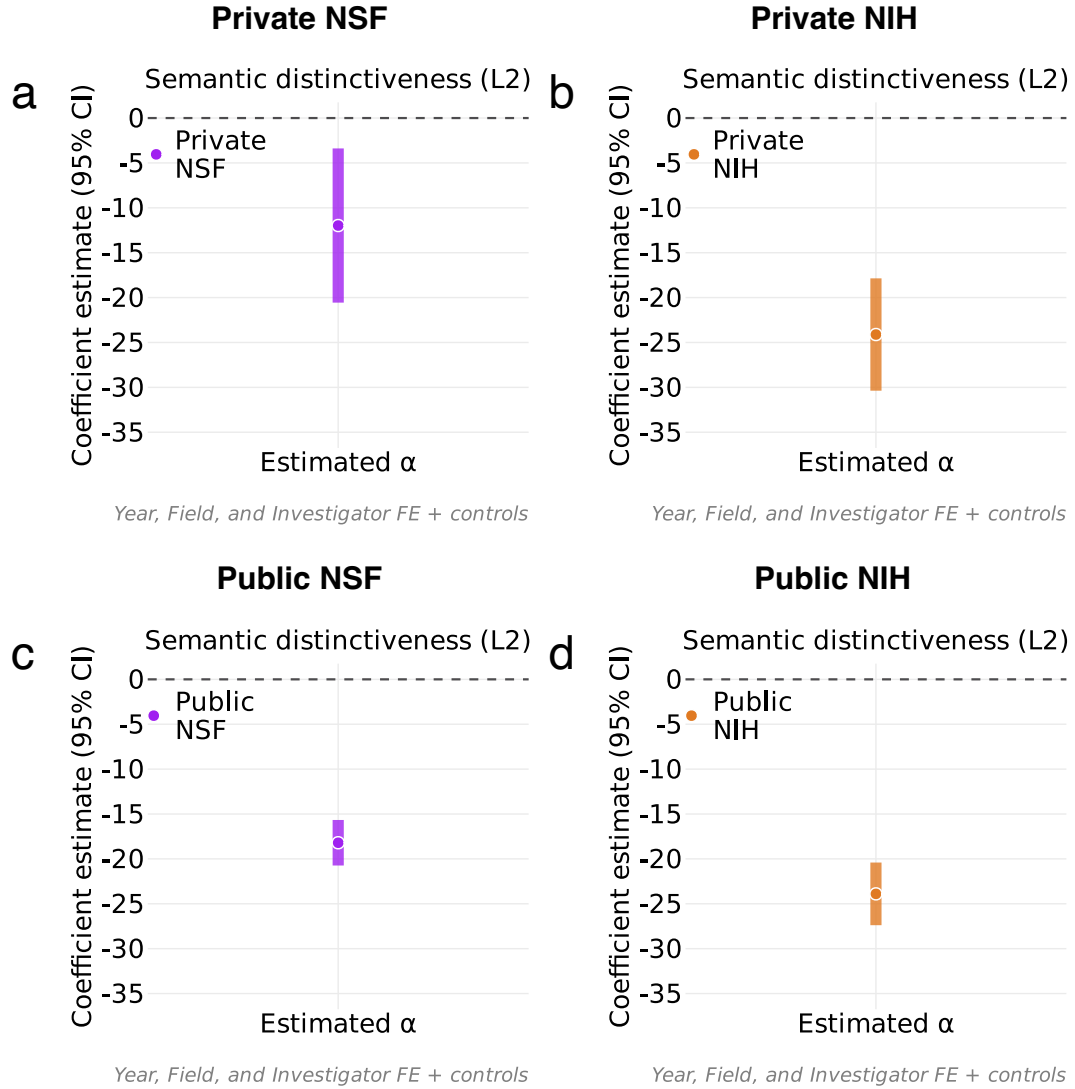 Private NSF
a
Semantic distinctiveness (L2)
Coefficient estimate (95% CI)
0
-5
-10
-15
-20
-25
-30
-35
Private
NSF
Estimated α
Year, Field, and Investigator FE + controls
Private NIH
b
Semantic distinctiveness (L2)
Coefficient estimate (95% CI)
0
-5
-10
-15
-20
-25
-30
-35
Private
NIH
Estimated α
Year, Field, and Investigator FE + controls
Public NSF
c
Semantic distinctiveness (L2)
Coefficient estimate (95% CI)
0
-5
-10
-15
-20
-25
-30
-35
Public
NSF
Estimated α
Year, Field, and Investigator FE + controls
Public NIH
d
Semantic distinctiveness (L2)
Coefficient estimate (95% CI)
0
-5
-10
-15
-20
-25
-30
-35
Public
NIH
Estimated α
Year, Field, and Investigator FE + controls